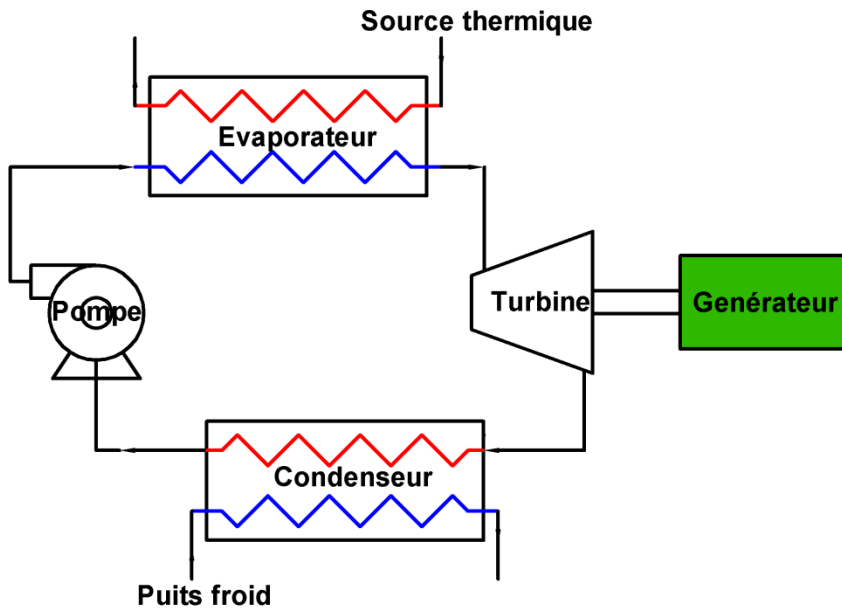 Source thermique
Evaporateur
Pompe
Turbine
Genérateur
Condenseur
Puits froid